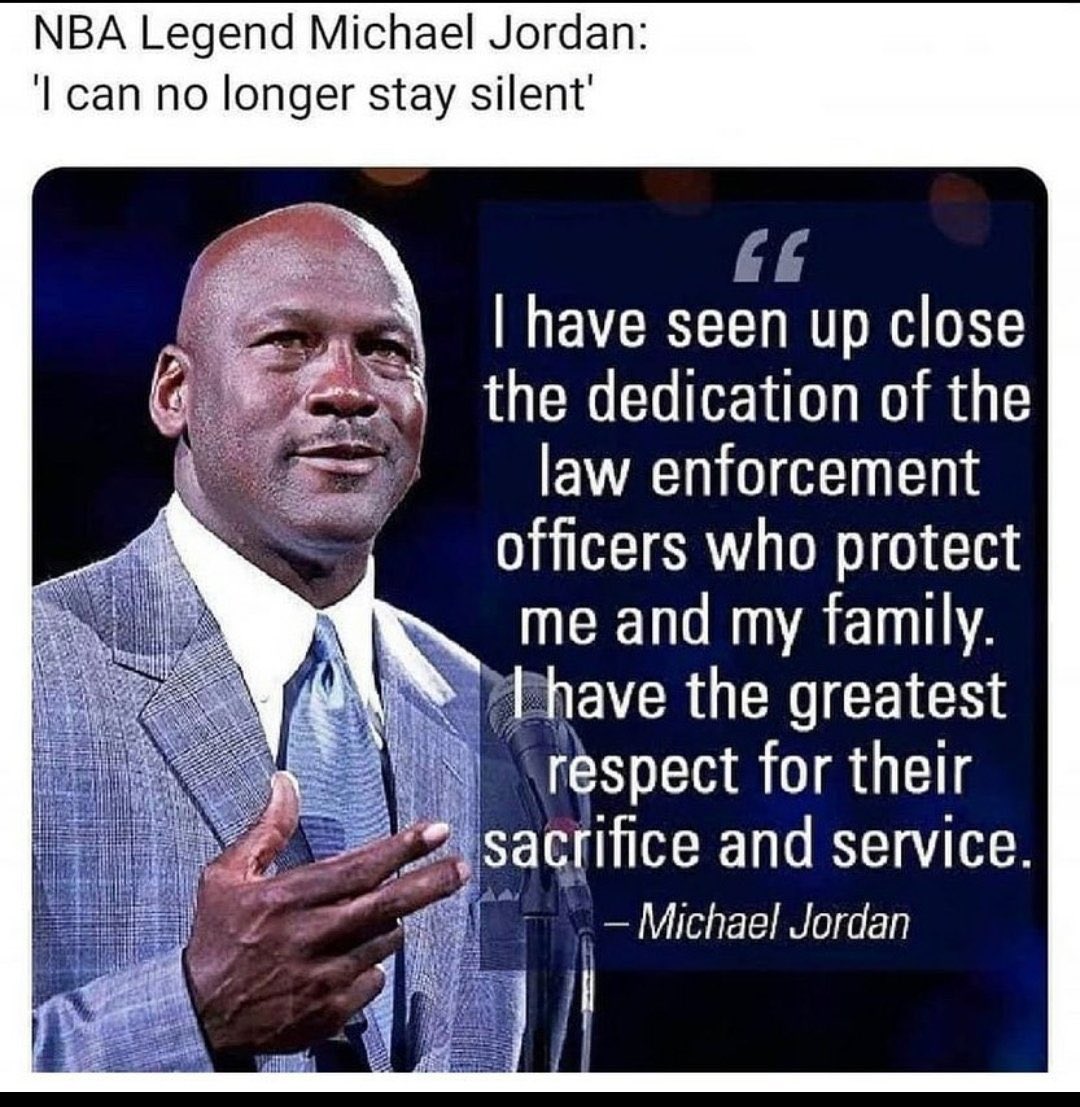 NBA Legend Michael Jordan:
'I can no longer stay silent'
“
I have seen up close
the dedication of the
law enforcement
officers who protect
me and my family.
I have the greatest
respect for their
sacrifice and service.
– Michael Jordan